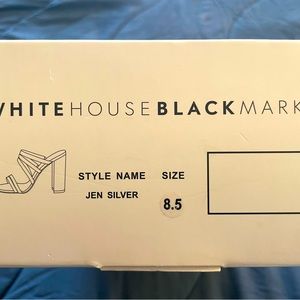 WHITEHOUSEBLACKMARK
STYLE NAME SIZE
JEN SILVER 8.5